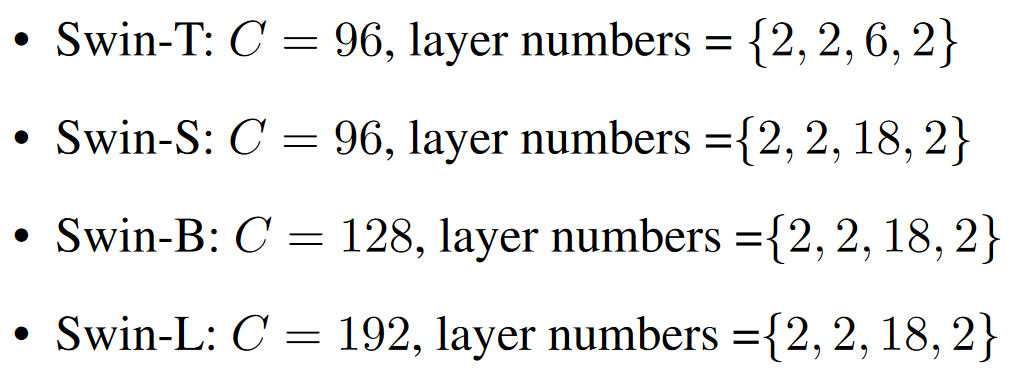 • Swin-T: C = 96, layer numbers = {2, 2, 6, 2}
• Swin-S: C = 96, layer numbers ={2, 2, 18, 2}
• Swin-B: C = 128, layer numbers ={2, 2, 18, 2}
• Swin-L: C = 192, layer numbers ={2, 2, 18, 2}